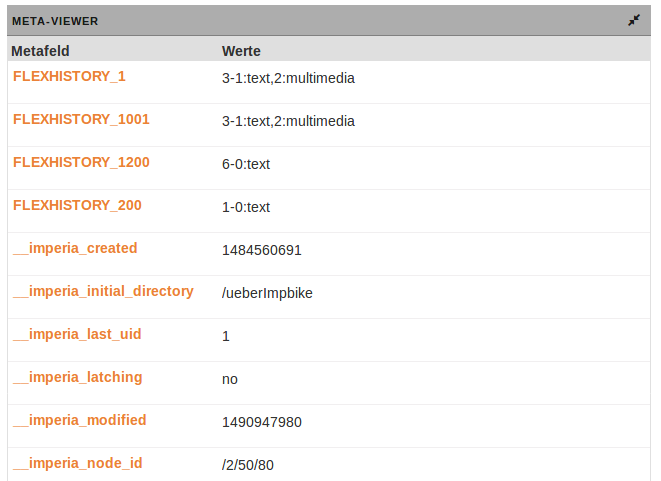 META-VIEWER
Metafeld Werte
FLEXHISTORY_1 3-1:text,2:multimedia
FLEXHISTORY_1001 3-1:text,2:multimedia
FLEXHISTORY_1200 6-0:text
FLEXHISTORY_200 1-0:text
__imperia_created 1484560691
__imperia_initial_directory /ueberImpbike
__imperia_last_uid 1
__imperia_latching no
__imperia_modified 1490947980
__imperia_node_id /2/50/80